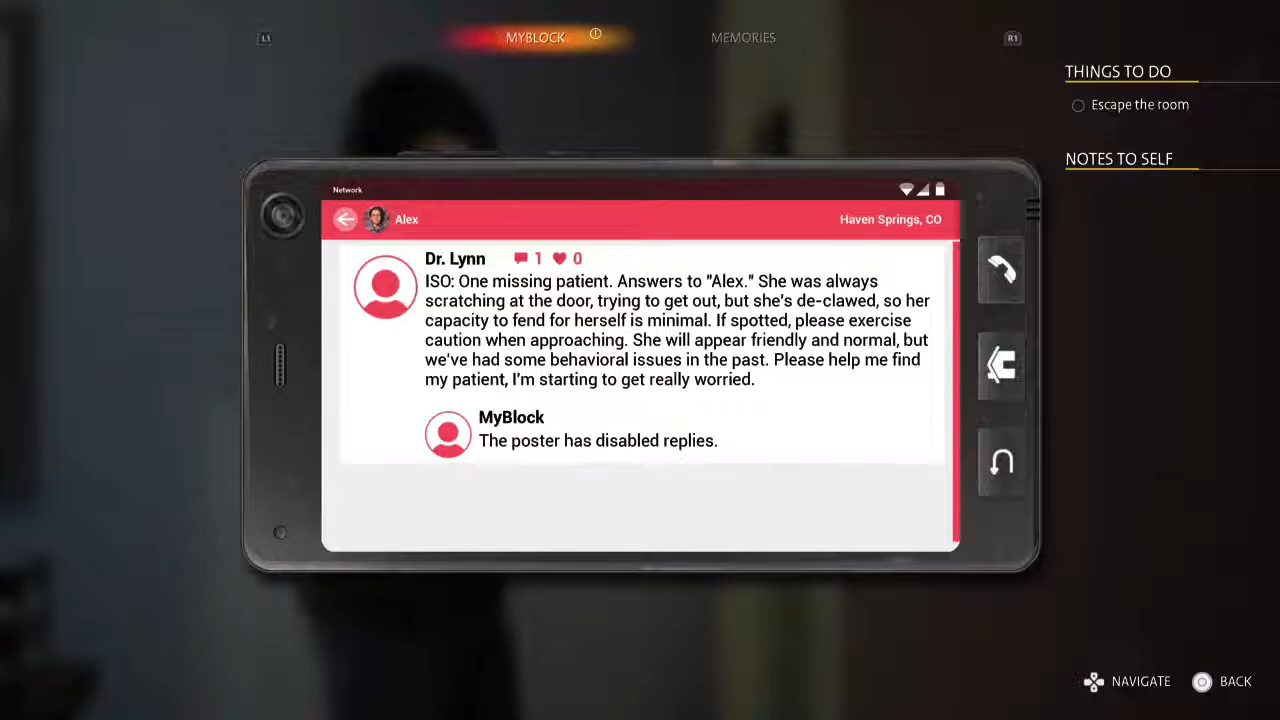 L1
MYBLOCK
MEMORIES
R1
THINGS TO DO
Escape the room
NOTES TO SELF
Network
Alex
Haven Springs, CO
Dr. Lynn 1 0
ISO: One missing patient. Answers to "Alex." She was always
scratching at the door, trying to get out, but she's de-clawed, so her
capacity to fend for herself is minimal. If spotted, please exercise
caution when approaching. She will appear friendly and normal, but
we've had some behavioral issues in the past. Please help me find
my patient, I'm starting to get really worried.
MyBlock
The poster has disabled replies.
NAVIGATE
BACK